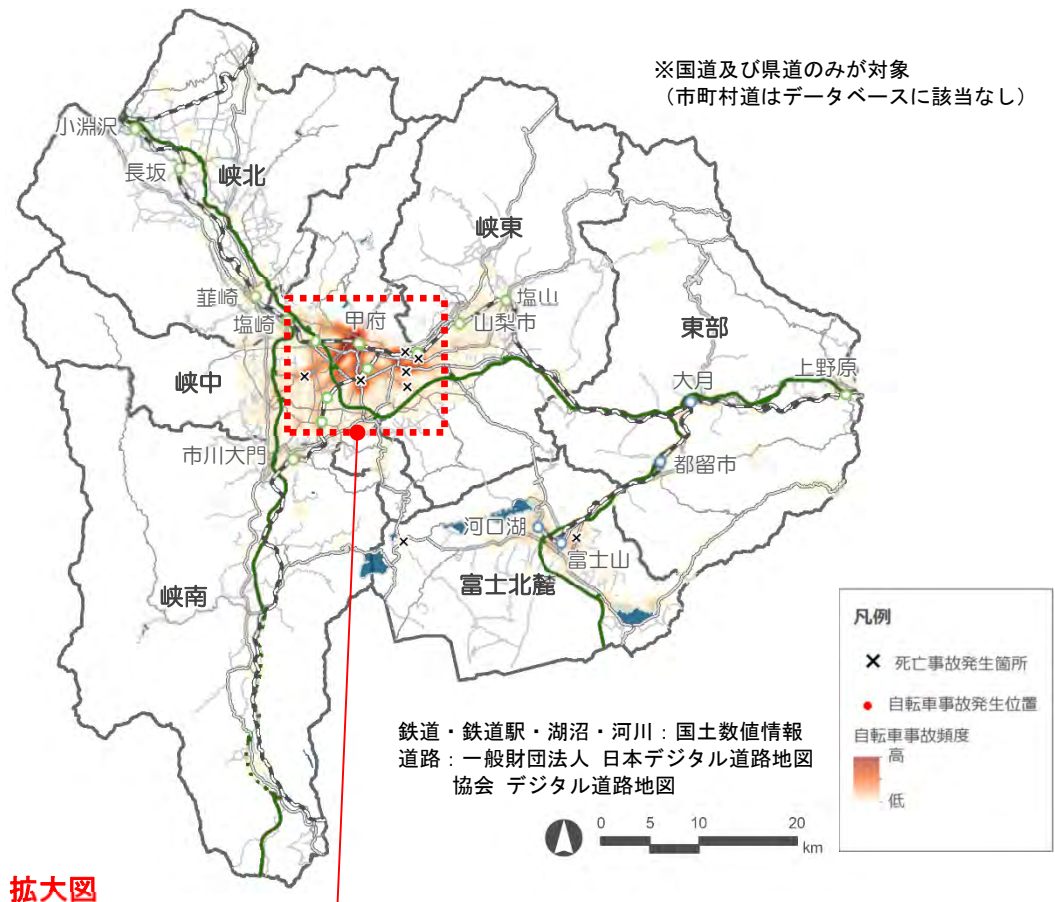 ※国道及び県道のみが対象
（市町村道はデータベースに該当なし）
小淵沢
長坂
峡北
峡東
韮崎
塩崎
甲府
塩山
山梨市
東部
峡中
大月
上野原
市川大門
都留市
河口湖
富士山
富士北麓
峡南
凡例
死亡事故発生箇所
自転車事故発生位置
自転車事故頻度
高
低
鉄道・鉄道駅・湖沼・河川：国土数値情報
道路：一般財団法人 日本デジタル道路地図
協会 デジタル道路地図
0 5 10 20
km
拡大図